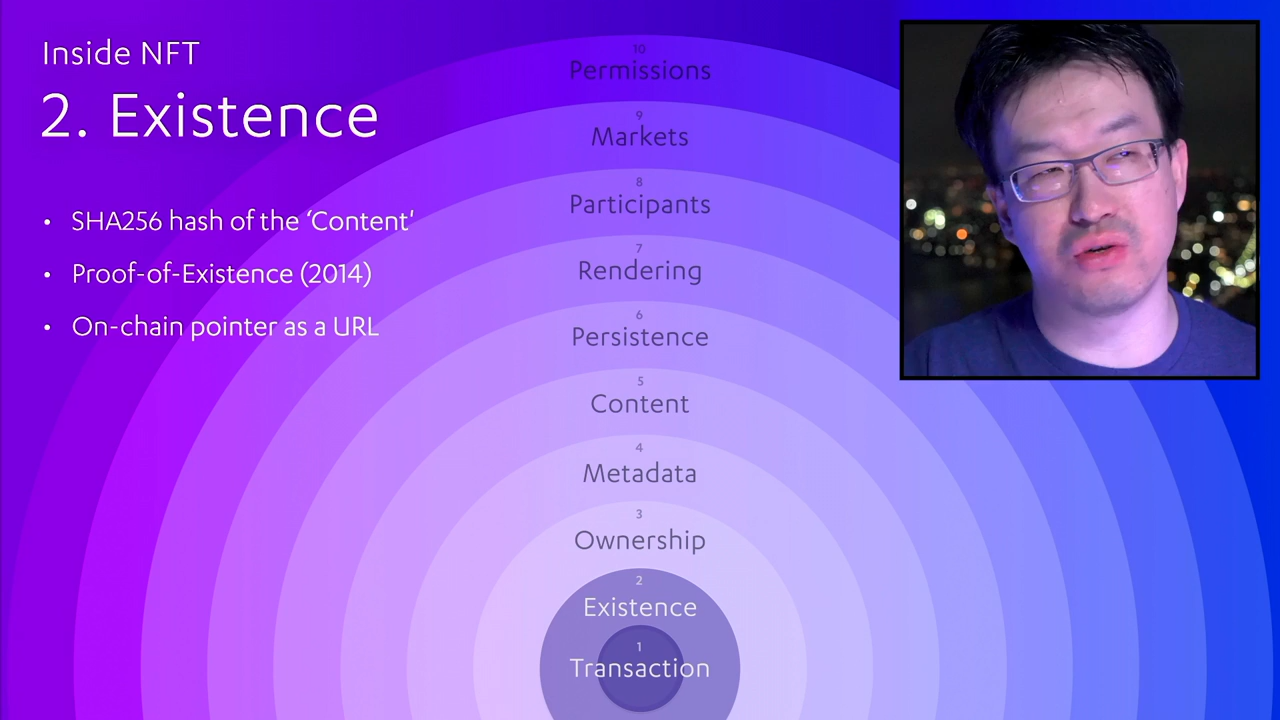 Inside NFT
2. Existence
• SHA256 hash of the ‘Content’
• Proof-of-Existence (2014)
• On-chain pointer as a URL
10
Permissions
9
Markets
8
Participants
7
Rendering
6
Persistence
5
Content
4
Metadata
3
Ownership
2
Existence
1
Transaction